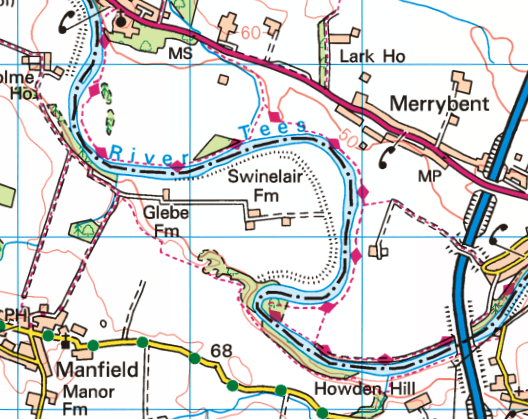 MS
60
Lark Ho
olme
Ho
Merrybent
River Tees
50
MP
Swinelair
Fm
Glebe
Fm
PH
68
Manfield
Manor
Fm
Howden Hill